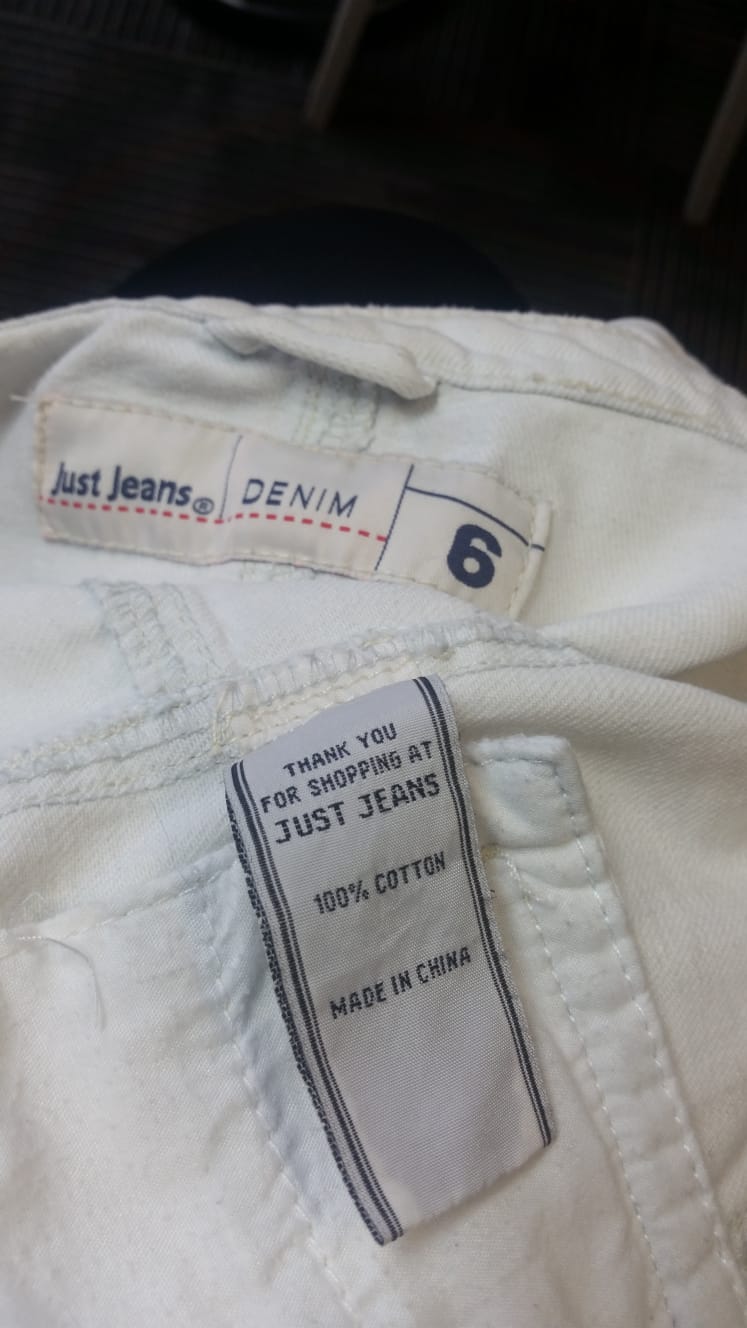 Just Jeans® DENIM 6
THANK YOU
FOR SHOPPING AT
JUST JEANS
100% COTTON
MADE IN CHINA